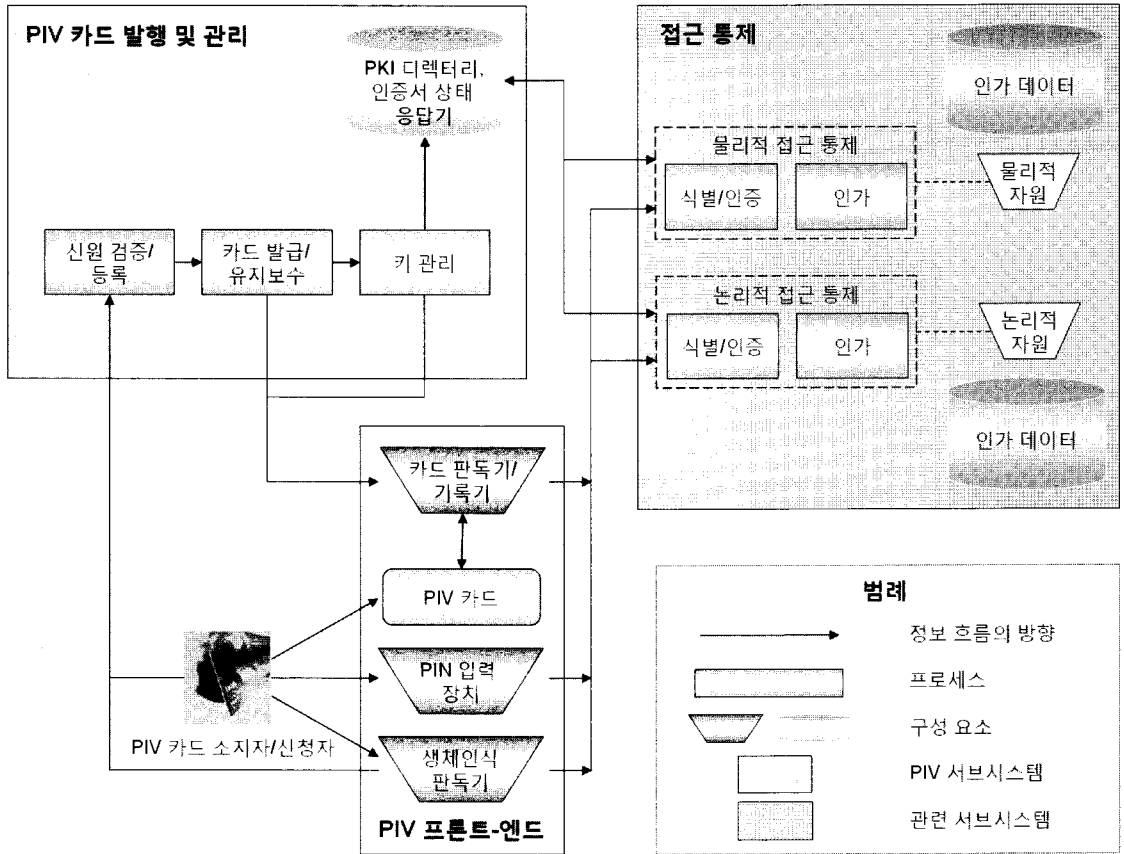 PIV 카드 발행 및 관리
PKI 디렉터리,
인증서 상태
응답기
신원 검증/
등록
카드 발급/
유지보수
키 관리
접근 통제
인가 데이터
물리적 접근 통제
식별/인증
인가
물리적
자원
논리적 접근 통제
식별/인증
인가
논리적
자원
인가 데이터
카드 판독기/
기록기
PIV 카드
PIN 입력
장치
생체인식
판독기
PIV 프론트-엔드
PIV 카드 소지자/신청자
범례
정보 흐름의 방향
프로세스
구성 요소
PIV 서브시스템
관련 서브시스템